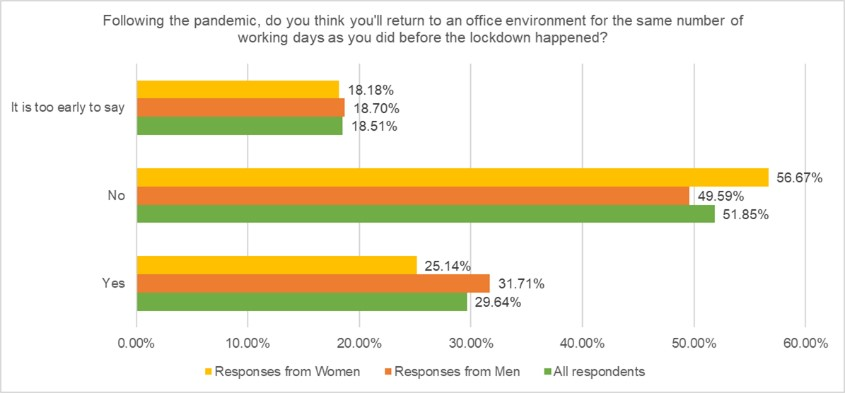 Following the pandemic, do you think you'll return to an office environment for the same number of
working days as you did before the lockdown happened?
It is too early to say
18.18%
18.70%
18.51%
No
56.67%
49.59%
51.85%
Yes
25.14%
31.71%
29.64%
0.00% 10.00% 20.00% 30.00% 40.00% 50.00% 60.00%
Responses from Women Responses from Men All respondents